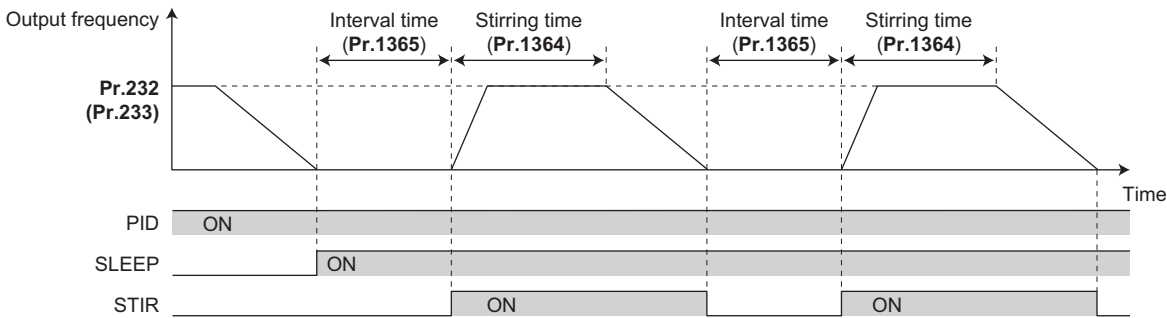 Output frequency
Interval time
(Pr.1365)
Stirring time
(Pr.1364)
Interval time
(Pr.1365)
Stirring time
(Pr.1364)
Pr.232
(Pr.233)
Time
PID
ON
SLEEP
ON
STIR
ON
ON